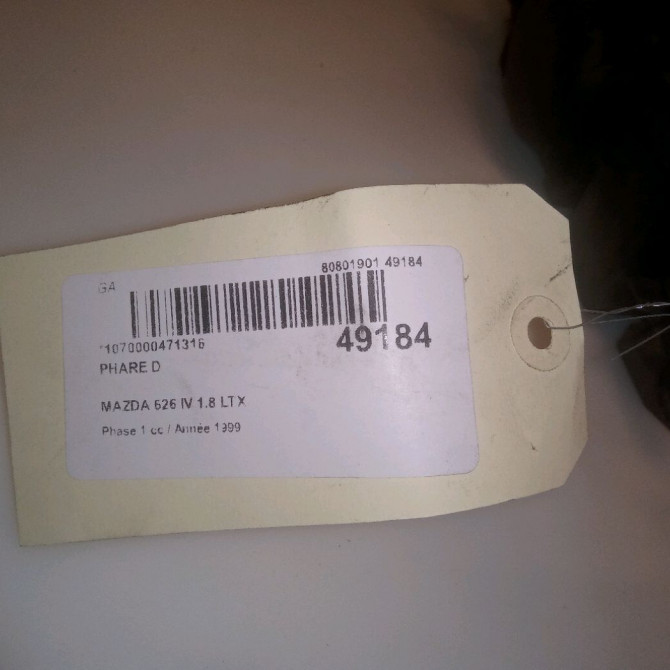 GA
80801901 49184
*1070000471316
49184
PHARE D
MAZDA 626 IV 1.8 LTX
Phase 1 cc / Année 1999